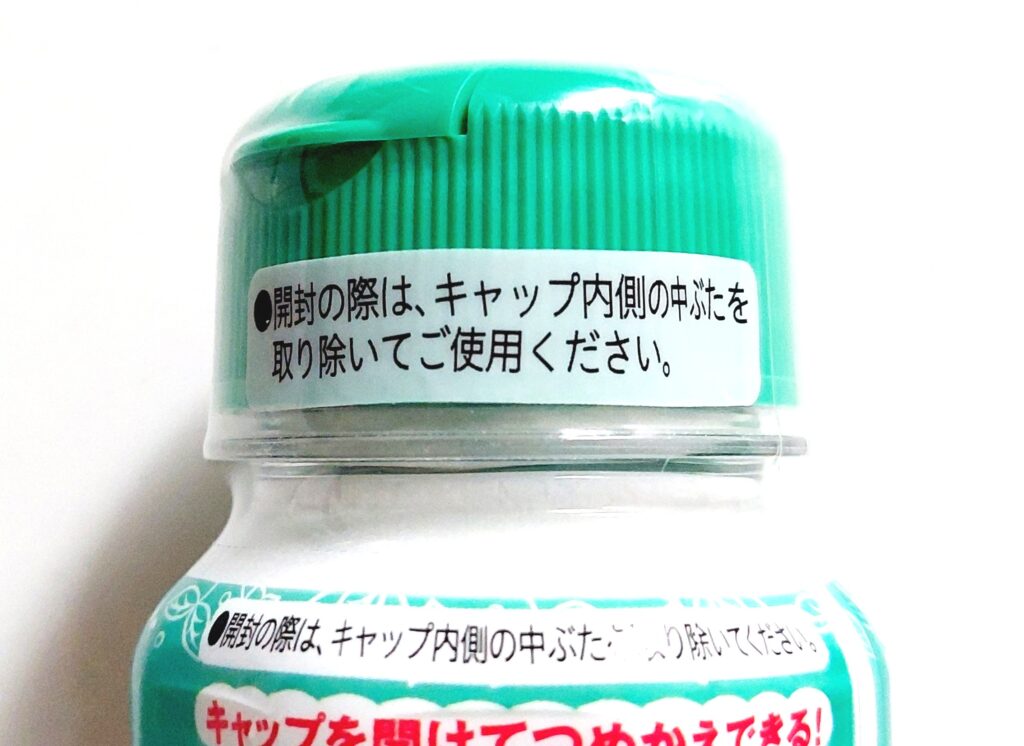 ●開封の際は、キャップ内側の中ぶたを
取り除いてご使用ください。
●開封の際は、キャップ内側の中ぶた り除いてください。
キャップを開けてつめかえできる!